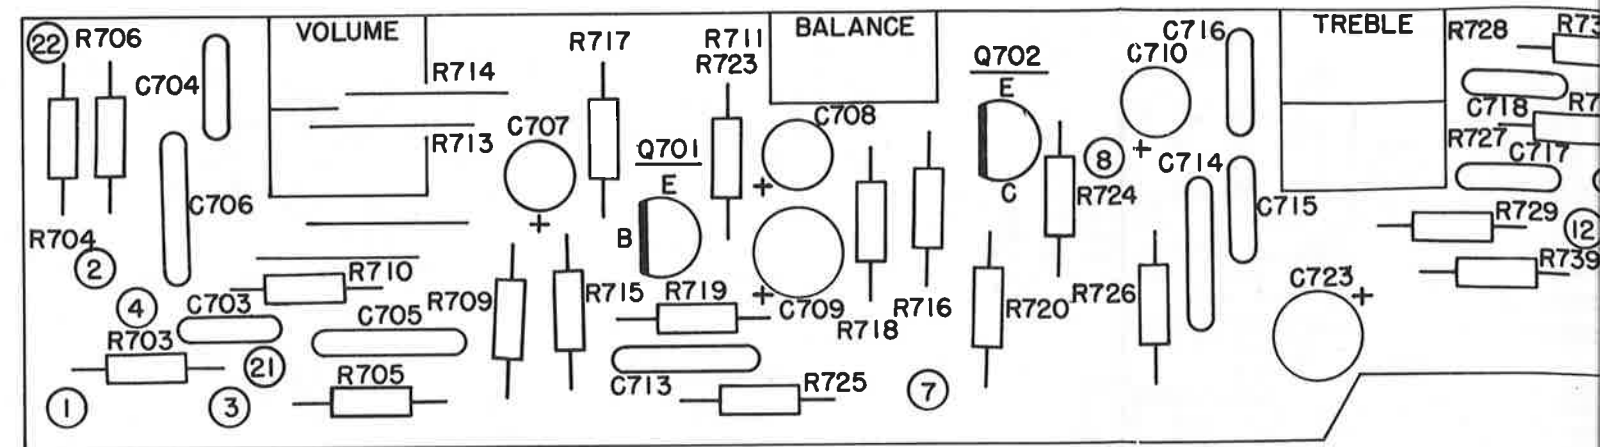 22 R706
C704
VOLUME
R714
R713
R717
R711
R723
BALANCE
Q702
E
C
C710
+
C716
TREBLE
R728
C718
R727
C717
C707
+
Q701
E
B
C708
+
8
R724
C714
C715
C706
R704
2
R729
12
R739
4
C703
R710
R709
R715
R719
+
C709
R718
R716
R720
R726
C723
+
R703
C705
21
R705
C713
R725
7
1
3